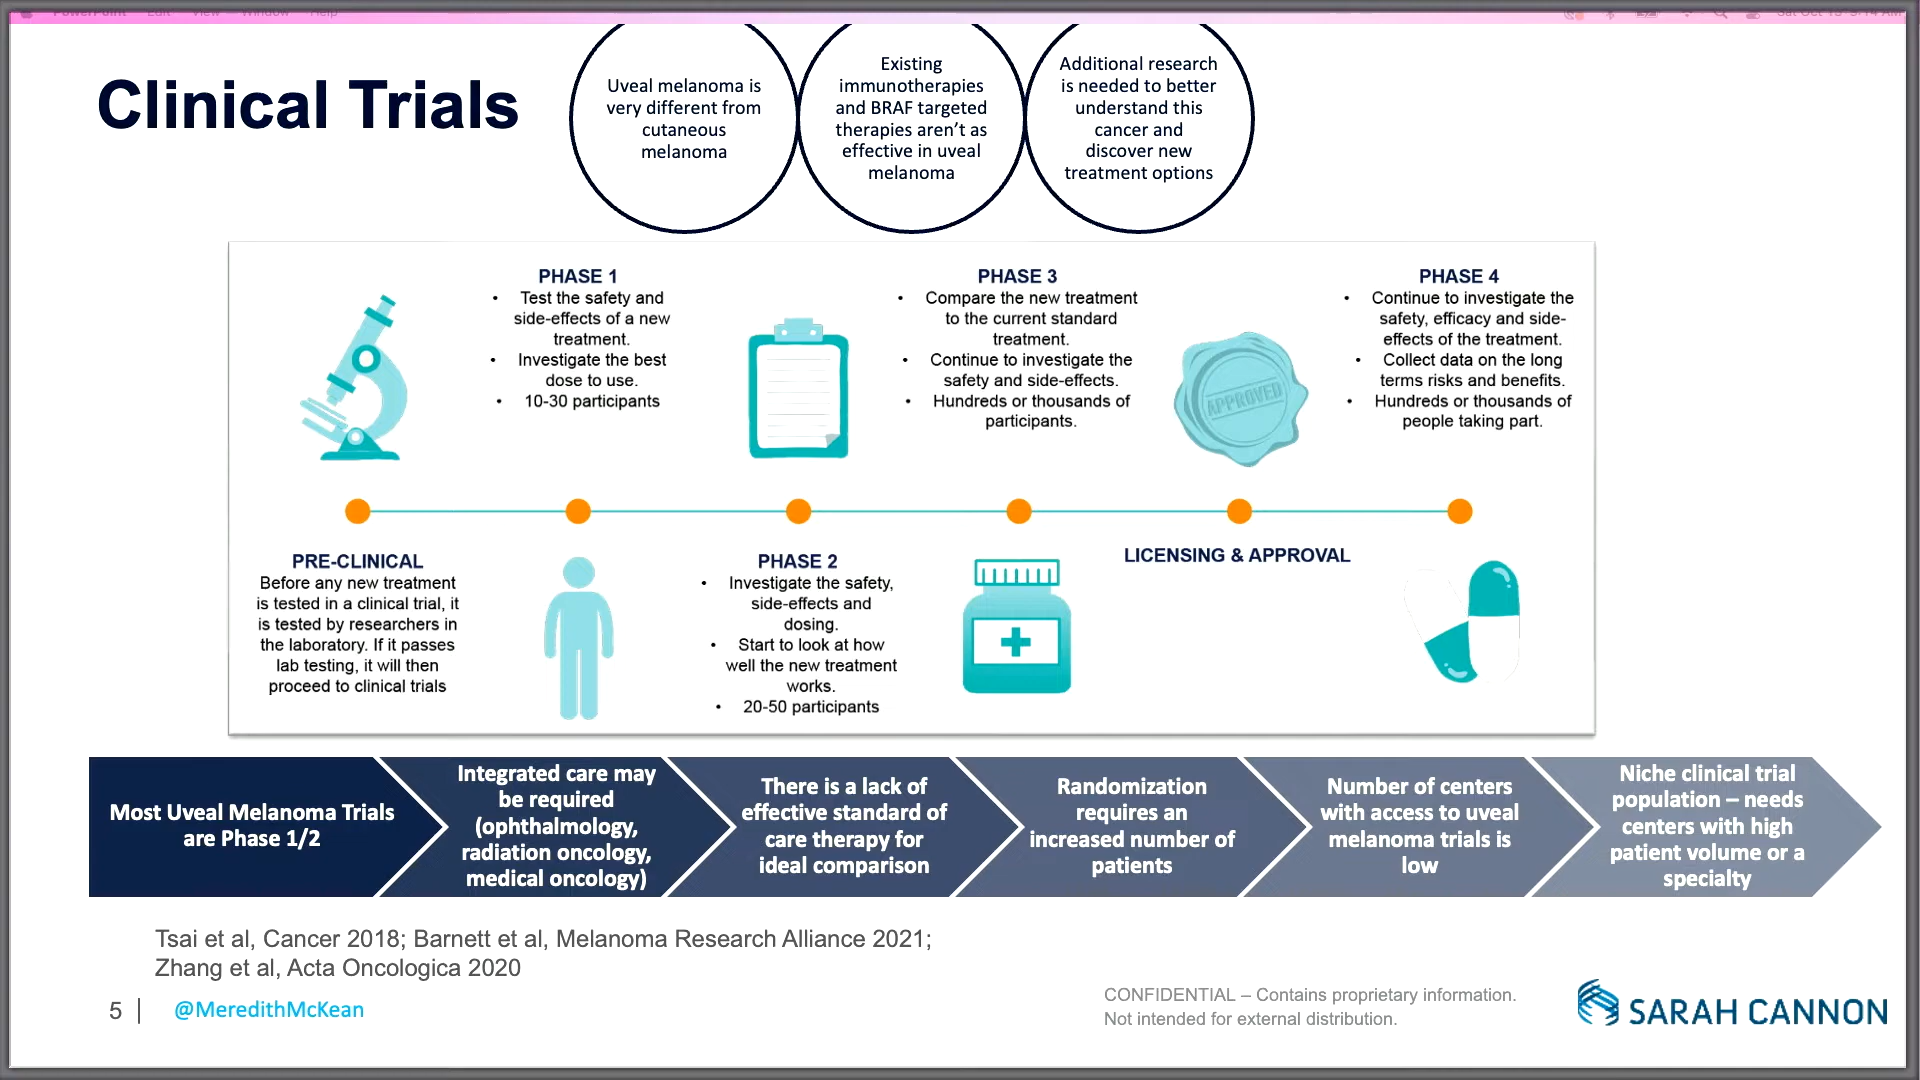 PowerPoint Edit View Window Help
Sat Oct 15 9:14 AM
Clinical Trials
Uveal melanoma is
very different from
cutaneous
melanoma
Existing
immunotherapies
and BRAF targeted
therapies aren’t as
effective in uveal
melanoma
Additional research
is needed to better
understand this
cancer and
discover new
treatment options
PHASE 1
• Test the safety and
side-effects of a new
treatment.
• Investigate the best
dose to use.
• 10-30 participants
PHASE 3
• Compare the new treatment
to the current standard
treatment.
• Continue to investigate the
safety and side-effects.
• Hundreds or thousands of
participants.
APPROVED
PHASE 4
• Continue to investigate the
safety, efficacy and side-
effects of the treatment.
• Collect data on the long
terms risks and benefits.
• Hundreds or thousands of
people taking part.
PRE-CLINICAL
Before any new treatment
is tested in a clinical trial, it
is tested by researchers in
the laboratory. If it passes
lab testing, it will then
proceed to clinical trials
PHASE 2
• Investigate the safety,
side-effects and
dosing.
• Start to look at how
well the new treatment
works.
• 20-50 participants
LICENSING & APPROVAL
Most Uveal Melanoma Trials
are Phase 1/2
Integrated care may
be required
(ophthalmology,
radiation oncology,
medical oncology)
There is a lack of
effective standard of
care therapy for
ideal comparison
Randomization
requires an
increased number of
patients
Number of centers
with access to uveal
melanoma trials is
low
Niche clinical trial
population – needs
centers with high
patient volume or a
specialty
Tsai et al, Cancer 2018; Barnett et al, Melanoma Research Alliance 2021;
Zhang et al, Acta Oncologica 2020
5 | @MeredithMcKean
CONFIDENTIAL – Contains proprietary information.
Not intended for external distribution.
SARAH CANNON